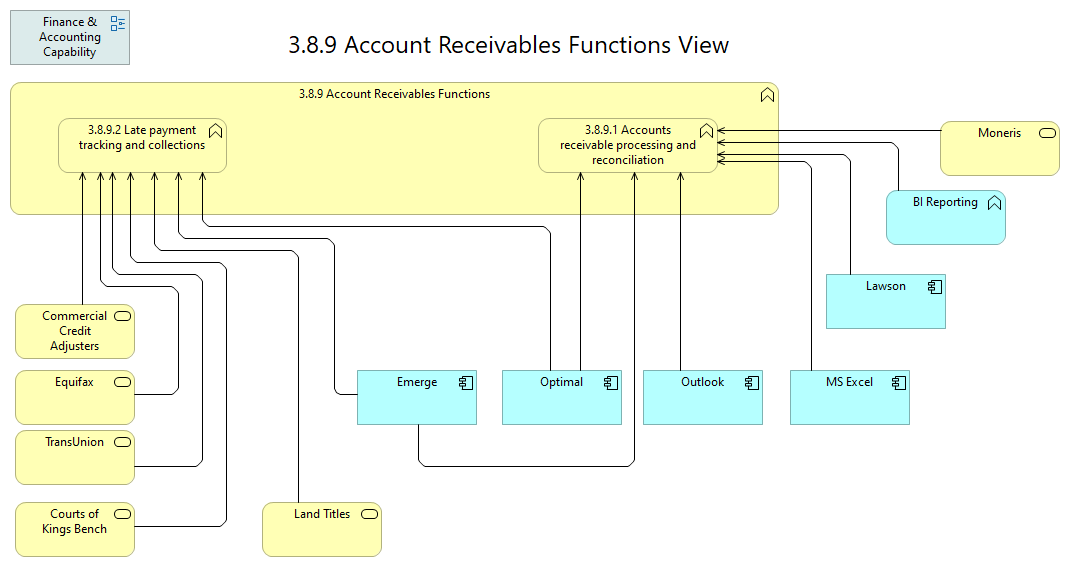 Finance &
Accounting
Capability
3.8.9 Account Receivables Functions View
3.8.9 Account Receivables Functions
3.8.9.2 Late payment
tracking and collections
3.8.9.1 Accounts
receivable processing and
reconciliation
Moneris
BI Reporting
Lawson
Commercial
Credit
Adjusters
Equifax
Emerge
Optimal
Outlook
MS Excel
TransUnion
Courts of
Kings Bench
Land Titles